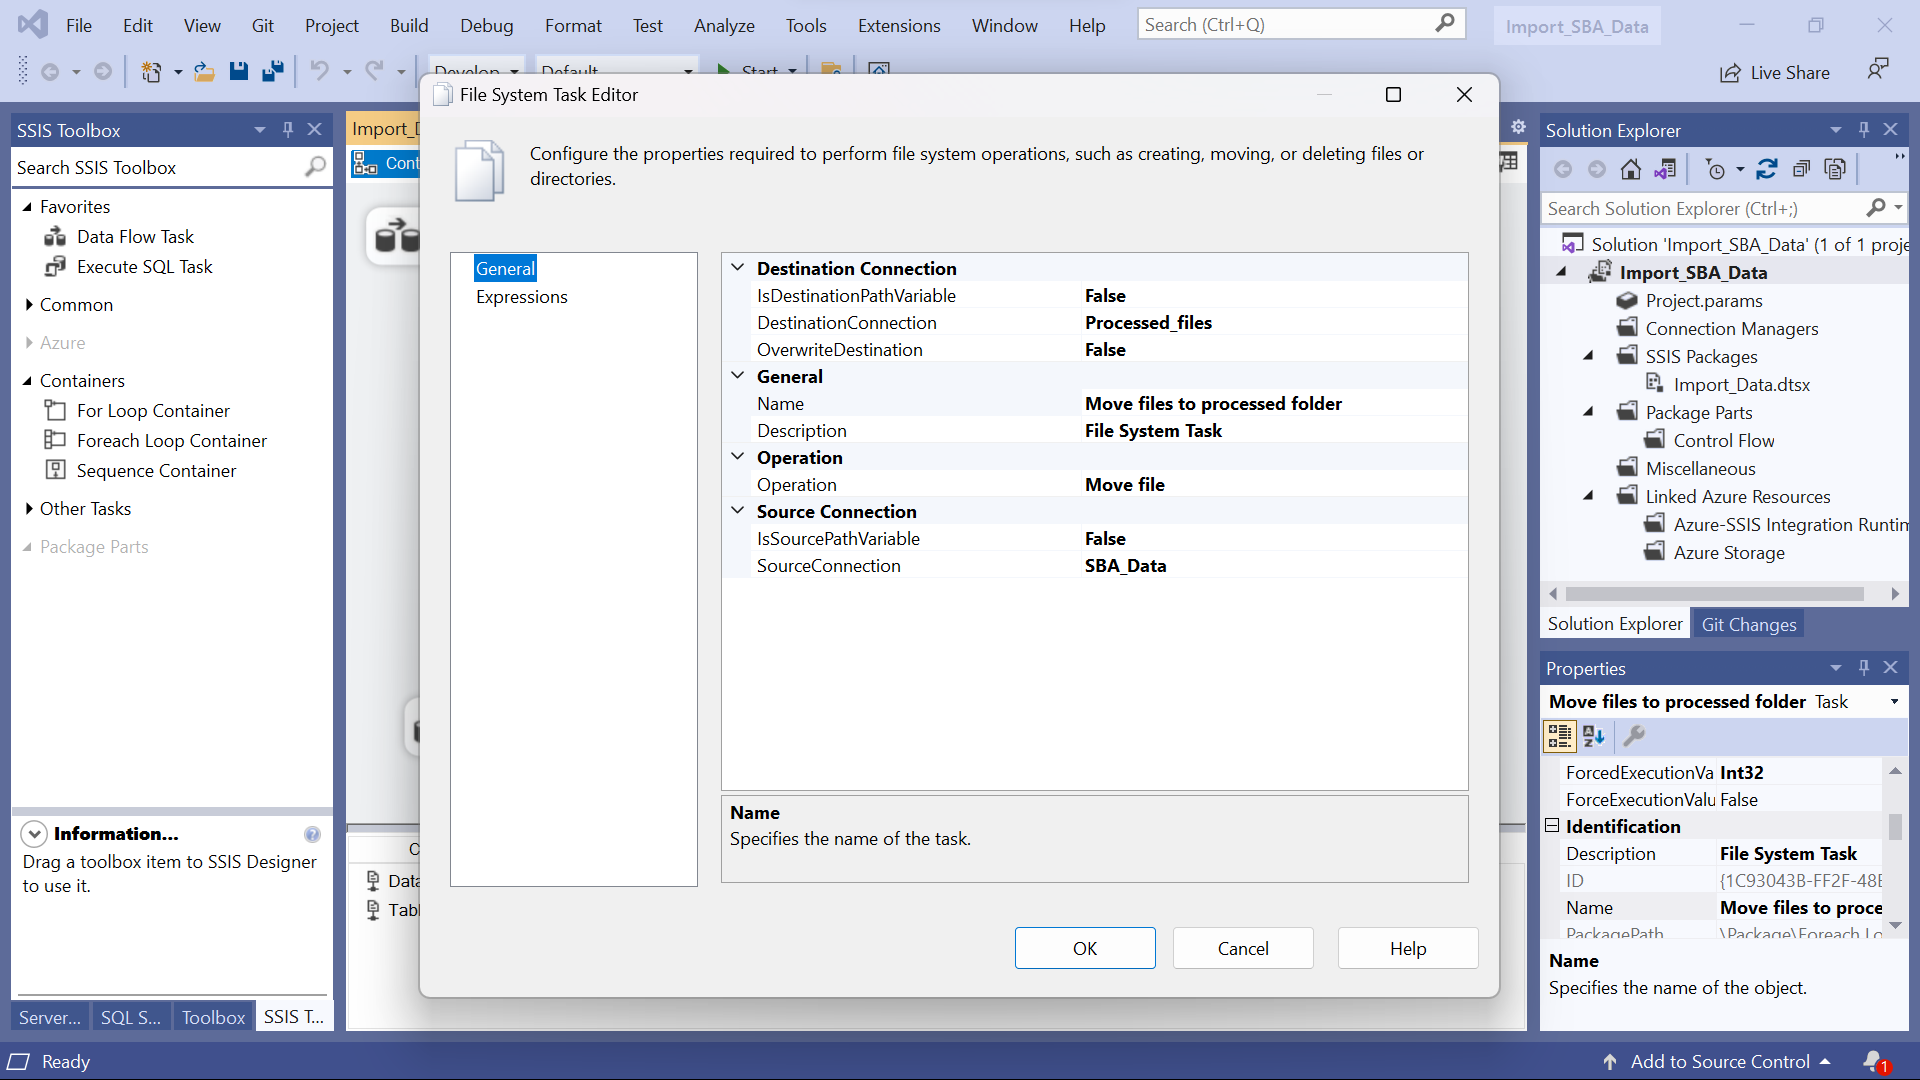 File Edit View Git Project Build Debug Format Test Analyze Tools Extensions Window Help Search (Ctrl+Q) Import_SBA_Data
Develop Default Start Live Share
SSIS Toolbox
Search SSIS Toolbox
Favorites
Data Flow Task
Execute SQL Task
Common
Azure
Containers
For Loop Container
Foreach Loop Container
Sequence Container
Other Tasks
Package Parts
Information...
Drag a toolbox item to SSIS Designer
to use it.
Server... SQL S... Toolbox SSIS T...
Import_D
Cont
C
Data
Tabl
File System Task Editor
Configure the properties required to perform file system operations, such as creating, moving, or deleting files or
directories.
General
Expressions
Destination Connection
IsDestinationPathVariable False
DestinationConnection Processed_files
OverwriteDestination False
General
Name Move files to processed folder
Description File System Task
Operation
Operation Move file
Source Connection
IsSourcePathVariable False
SourceConnection SBA_Data
Name
Specifies the name of the task.
OK Cancel Help
Solution Explorer
Search Solution Explorer (Ctrl+;)
Solution 'Import_SBA_Data' (1 of 1 proje
Import_SBA_Data
Project.params
Connection Managers
SSIS Packages
Import_Data.dtsx
Package Parts
Control Flow
Miscellaneous
Linked Azure Resources
Azure-SSIS Integration Runtim
Azure Storage
Solution Explorer Git Changes
Properties
Move files to processed folder Task
ForcedExecutionVa Int32
ForceExecutionValu False
Identification
Description File System Task
ID {1C93043B-FF2F-48E
Name Move files to proce
PackagePath \Package\Foreach Lo
Name
Specifies the name of the object.
Ready Add to Source Control 1